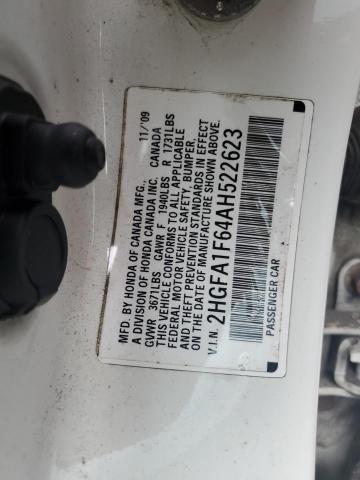 MFD. BY HONDA OF CANADA MFG. 11/'09
A DIVISION OF HONDA CANADA INC. CANADA
GVWR 3671LBS GAWR F 1940LBS R 1731LBS
THIS VEHICLE CONFORMS TO ALL APPLICABLE
FEDERAL MOTOR VEHICLE SAFETY, BUMPER,
AND THEFT PREVENTION STANDARDS IN EFFECT
ON THE DATE OF MANUFACTURE SHOWN ABOVE.
V.I.N. 2HGFA1F64AH522623
PASSENGER CAR